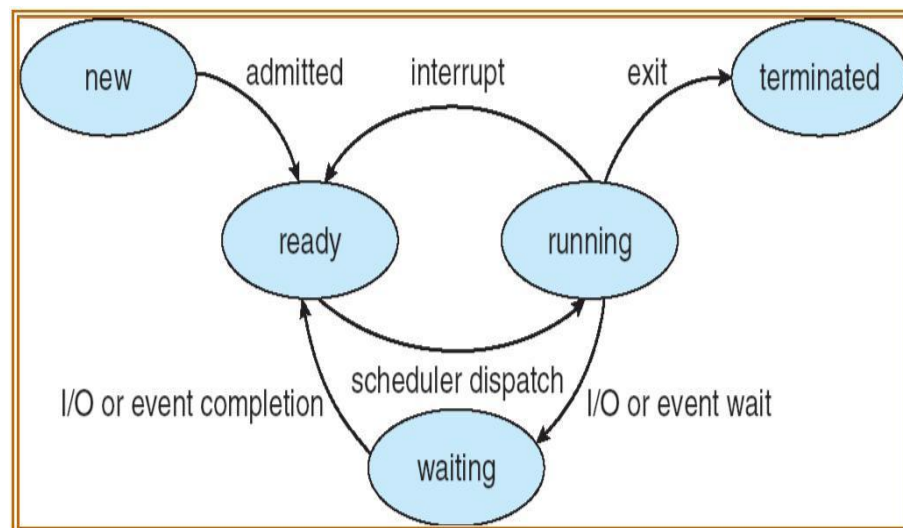 new
admitted
interrupt
exit
terminated
ready
running
scheduler dispatch
I/O or event completion
I/O or event wait
waiting